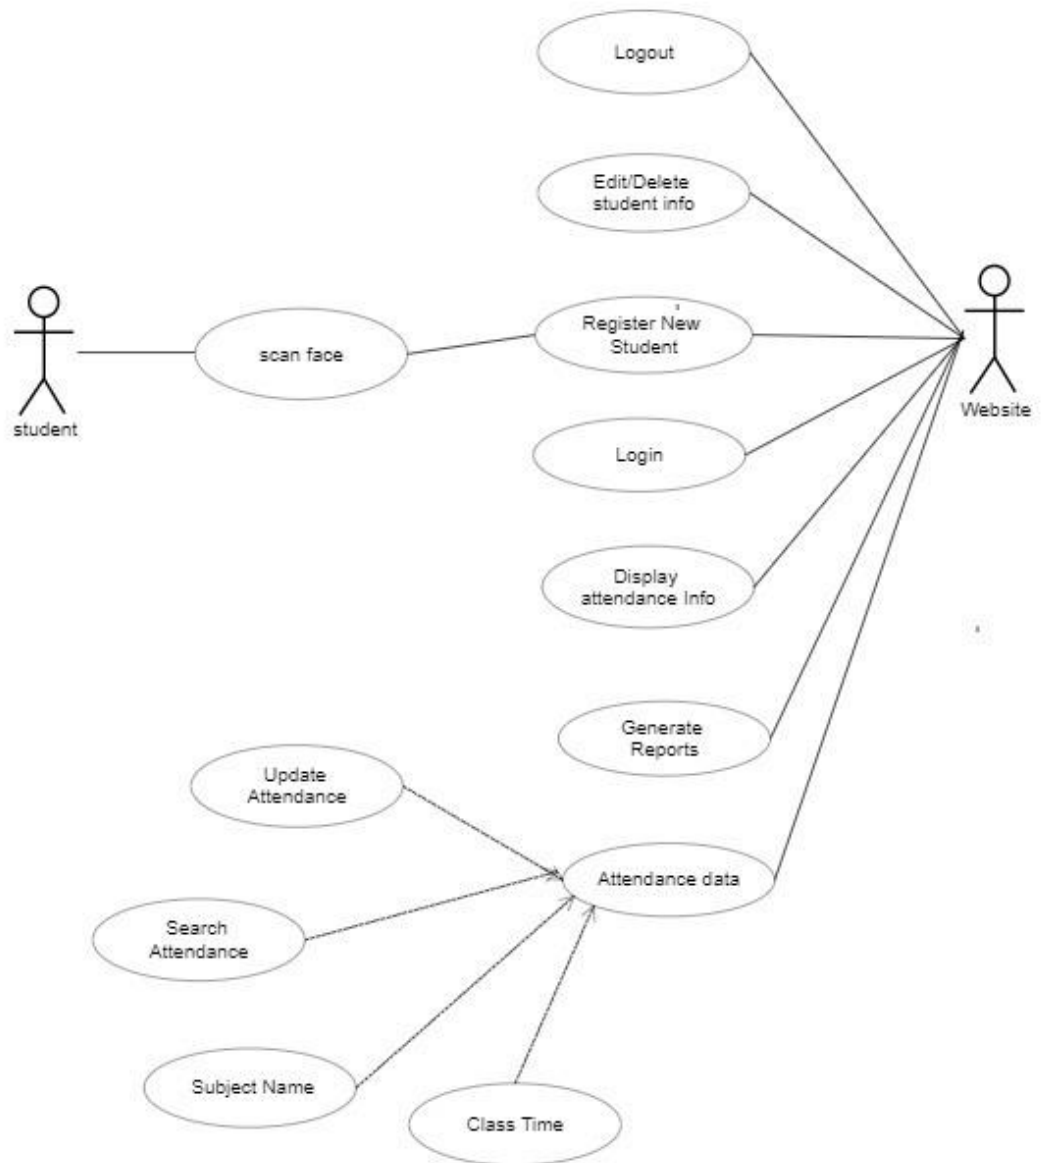 Logout
Edit/Delete
student info
Register New
Student
scan face
student
Website
Login
Display
attendance Info
Generate
Reports
Update
Attendance
Attendance data
Search
Attendance
Subject Name
Class Time